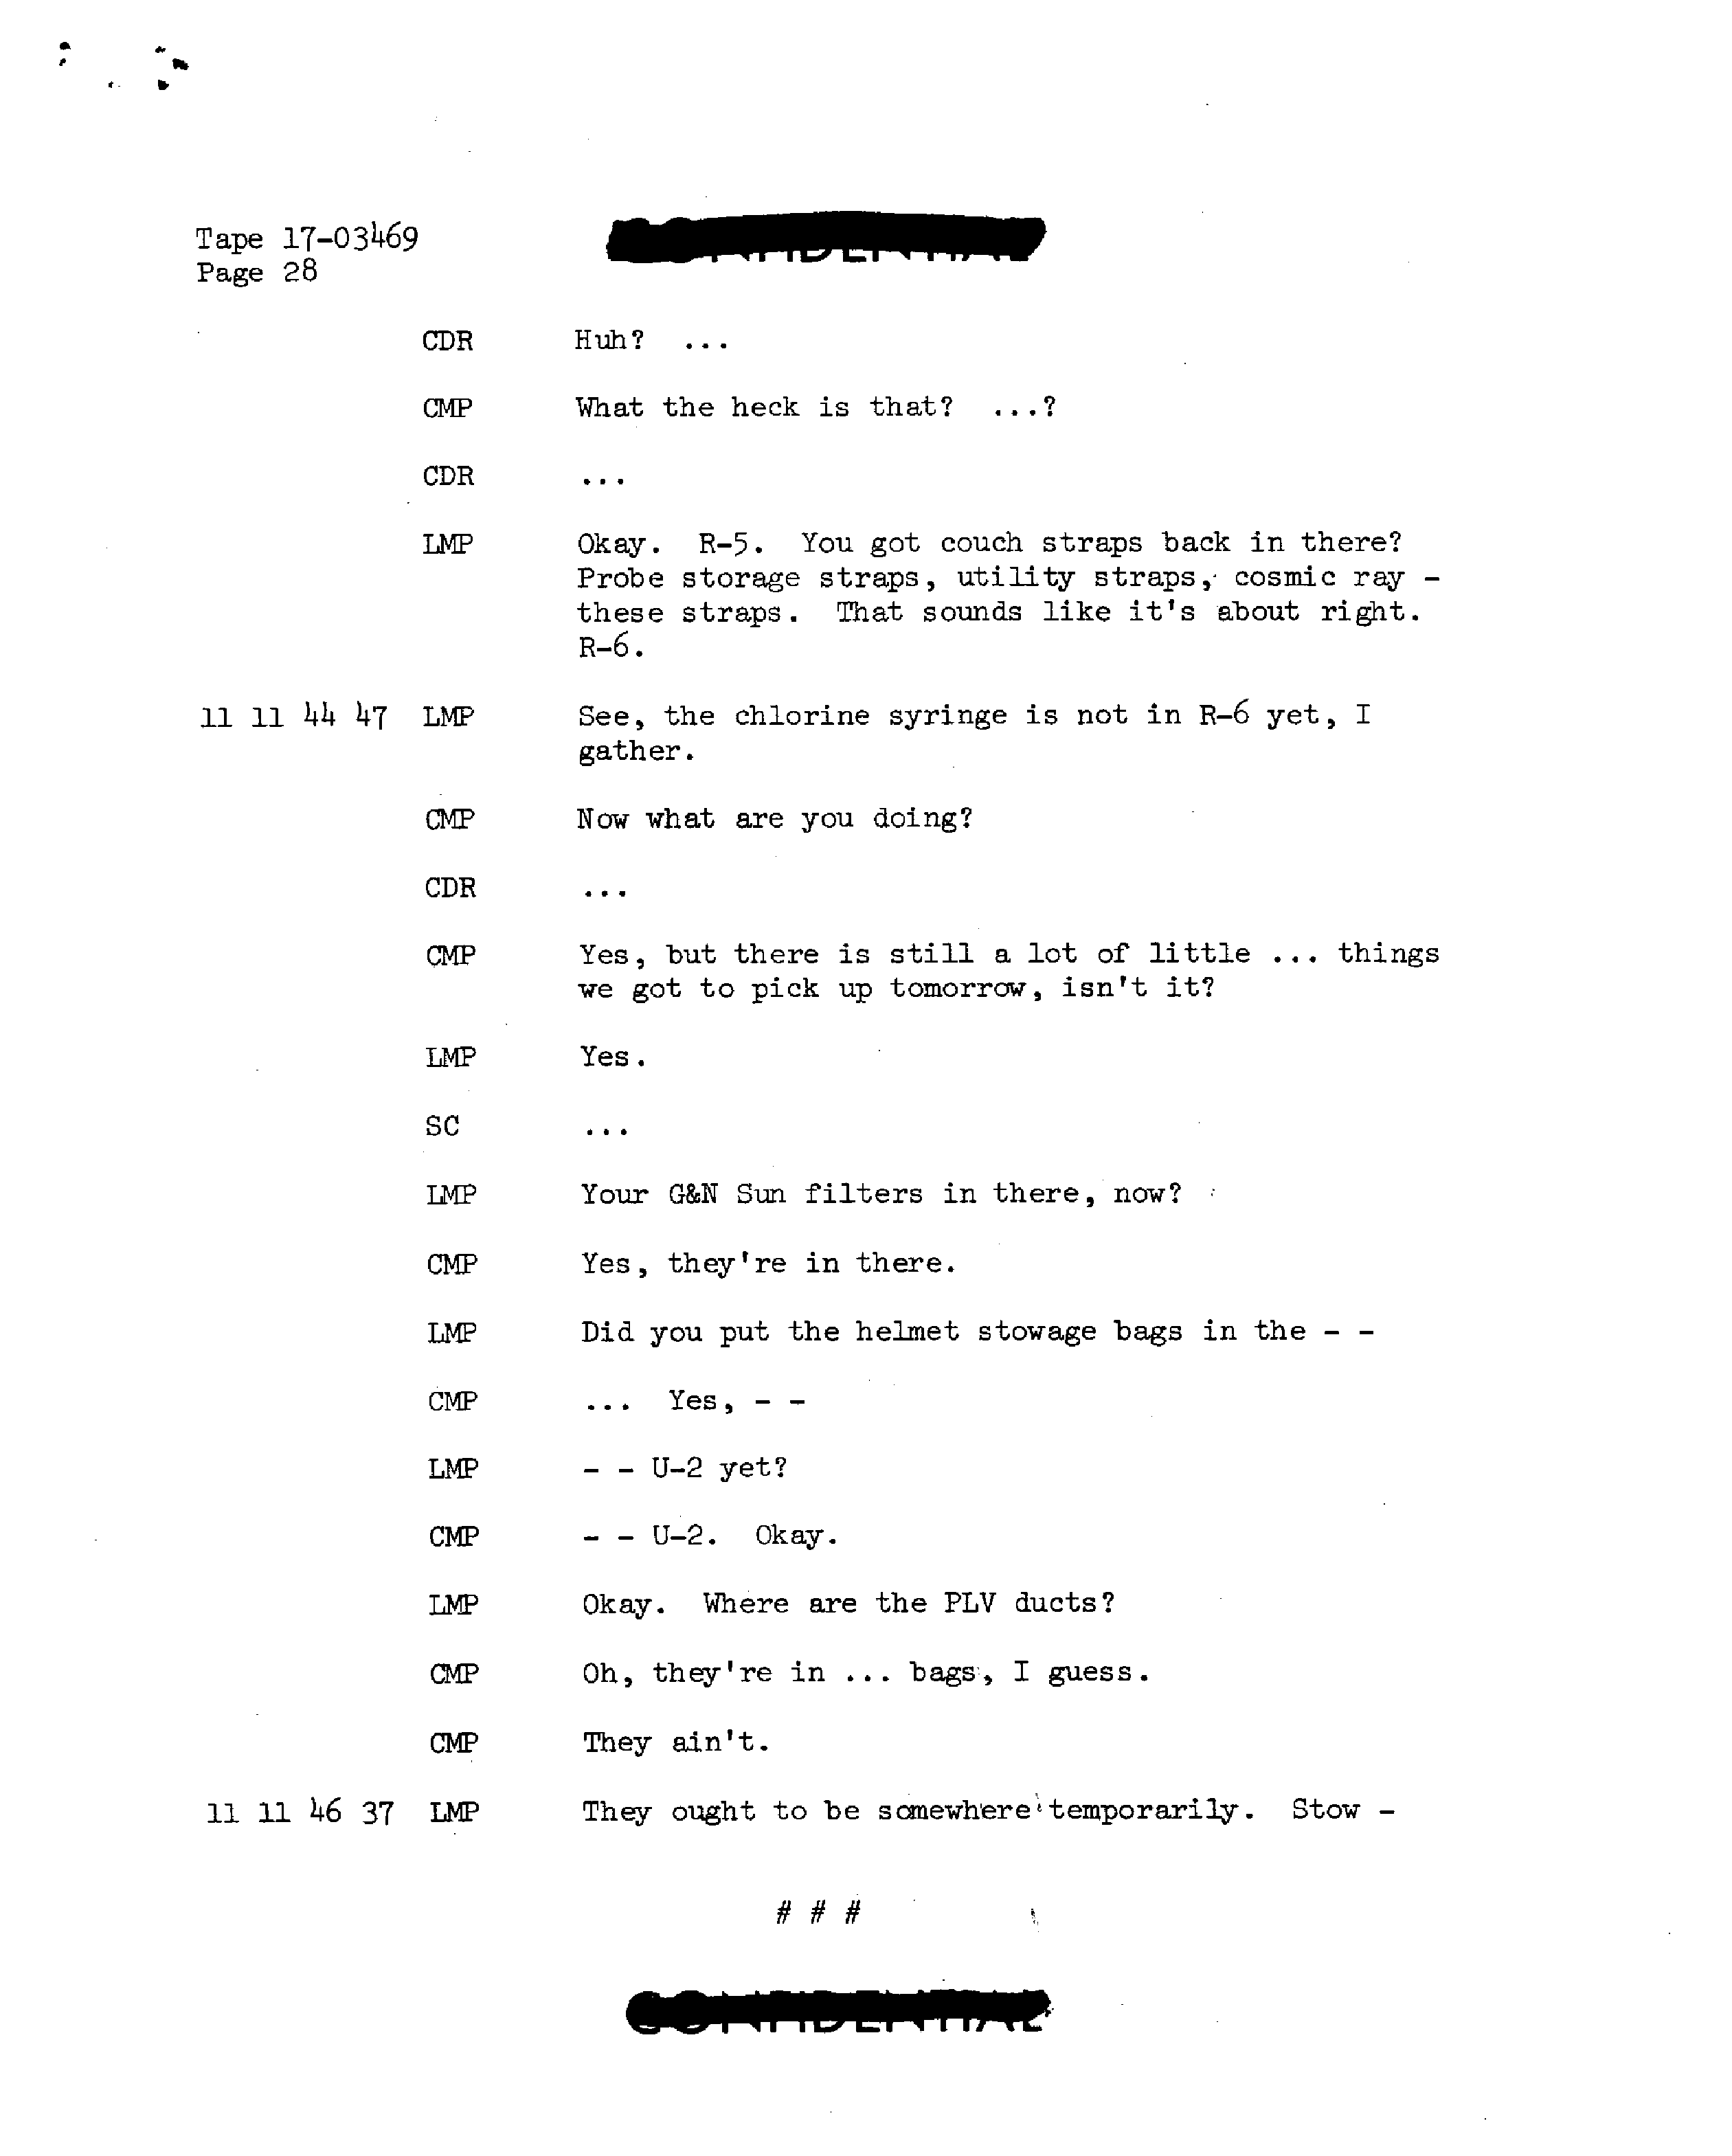 Tape 17-03469
Page 28
CDR Huh? ...
CMP What the heck is that? ...?
CDR ...
LMP Okay. R-5. You got couch straps back in there?
Probe storage straps, utility straps, cosmic ray -
these straps. That sounds like it's about right.
R-6.
11 11 44 47 LMP See, the chlorine syringe is not in R-6 yet, I
gather.
CMP Now what are you doing?
CDR ...
CMP Yes, but there is still a lot of little ... things
we got to pick up tomorrow, isn't it?
LMP Yes.
SC ...
LMP Your G&N Sun filters in there, now?
CMP Yes, they're in there.
LMP Did you put the helmet stowage bags in the - -
CMP ... Yes, - -
LMP - - U-2 yet?
CMP - - U-2. Okay.
LMP Okay. Where are the PLV ducts?
CMP Oh, they're in ... bags, I guess.
CMP They ain't.
11 11 46 37 LMP They ought to be somewhere temporarily. Stow -
# # #
CONFIDENTIAL